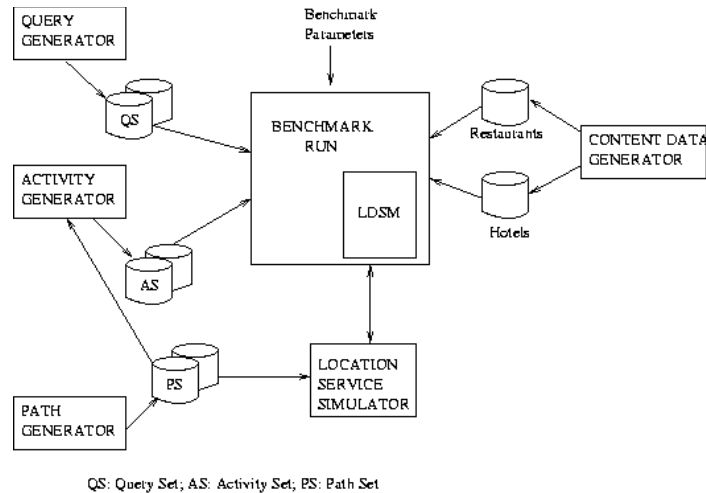 QUERY
GENERATOR
Benchmark
Parameters
QS
BENCHMARK
RUN
Restaurants
CONTENT DATA
GENERATOR
ACTIVITY
GENERATOR
LDSM
Hotels
AS
PS
LOCATION
SERVICE
SIMULATOR
PATH
GENERATOR
QS: Query Set; AS: Activity Set; PS: Path Set